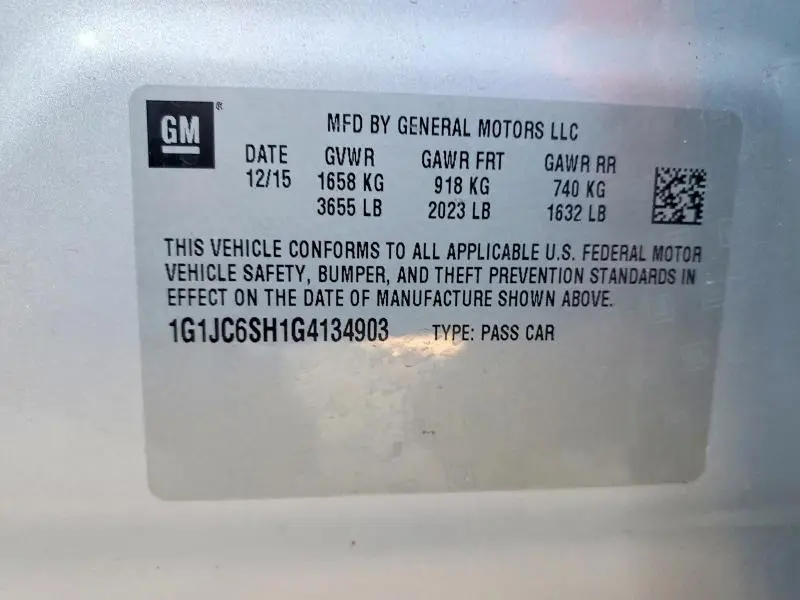 GM ®
MFD BY GENERAL MOTORS LLC
DATE GVWR GAWR FRT GAWR RR
12/15 1658 KG 918 KG 740 KG
3655 LB 2023 LB 1632 LB
THIS VEHICLE CONFORMS TO ALL APPLICABLE U.S. FEDERAL MOTOR
VEHICLE SAFETY, BUMPER, AND THEFT PREVENTION STANDARDS IN
EFFECT ON THE DATE OF MANUFACTURE SHOWN ABOVE.
1G1JC6SH1G4134903 TYPE: PASS CAR